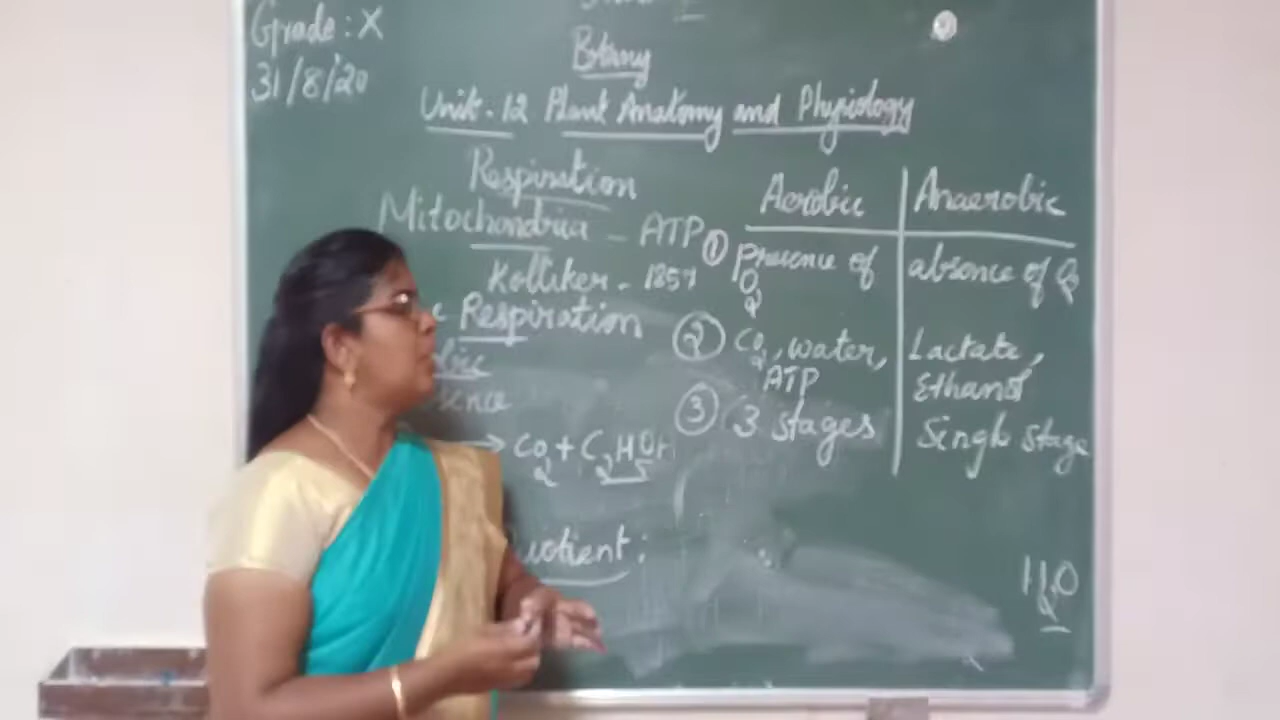 Grade : X
31/8/20
Botany
Unit - 12 Plant Anatomy and Physiology
Respiration
Mitochondria - ATP
Kolliker - 1857
c Respiration
bic
sence
→ CO2 + C2H5OH
uotient :
Aerobic | Anaerobic
① Presence of O2 | absence of O2
② CO2, water, ATP | Lactate, Ethanol
③ 3 stages | Single stage
H2O